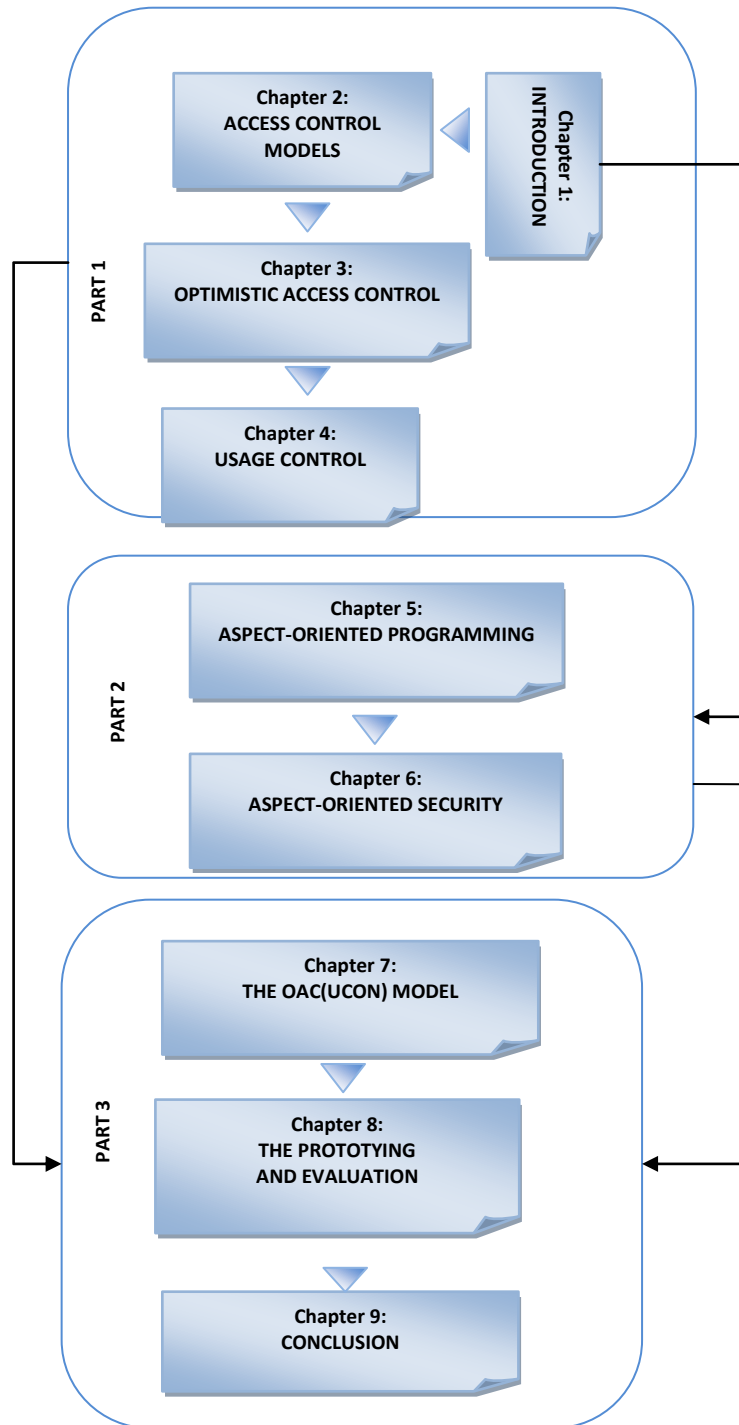 PART 1
Chapter 1:
INTRODUCTION
Chapter 2:
ACCESS CONTROL
MODELS
Chapter 3:
OPTIMISTIC ACCESS CONTROL
Chapter 4:
USAGE CONTROL
PART 2
Chapter 5:
ASPECT-ORIENTED PROGRAMMING
Chapter 6:
ASPECT-ORIENTED SECURITY
PART 3
Chapter 7:
THE OAC(UCON) MODEL
Chapter 8:
THE PROTOTYING
AND EVALUATION
Chapter 9:
CONCLUSION